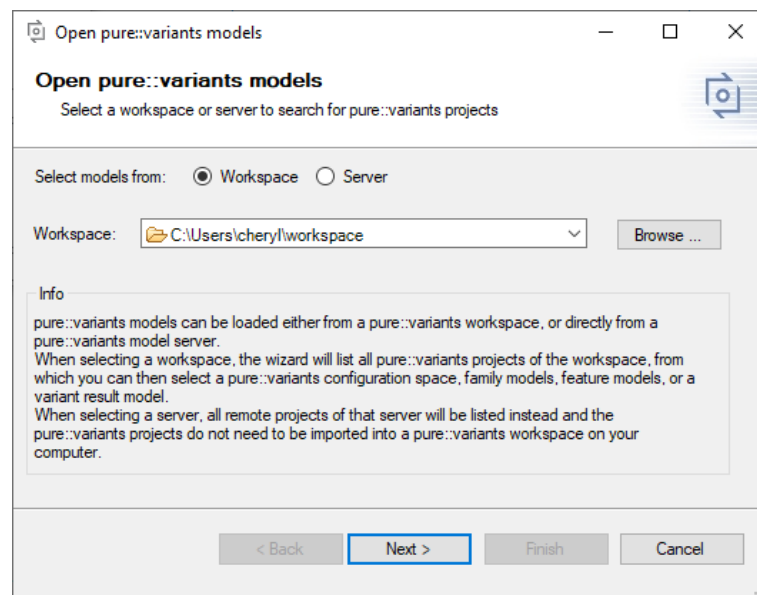 Open pure::variants models
Open pure::variants models
Select a workspace or server to search for pure::variants projects
Select models from: Workspace Server
Workspace: C:\Users\cheryl\workspace Browse ...
Info
pure::variants models can be loaded either from a pure::variants workspace, or directly from a
pure::variants model server.
When selecting a workspace, the wizard will list all pure::variants projects of the workspace, from
which you can then select a pure::variants configuration space, family models, feature models, or a
variant result model.
When selecting a server, all remote projects of that server will be listed instead and the
pure::variants projects do not need to be imported into a pure::variants workspace on your
computer.
< Back Next > Finish Cancel